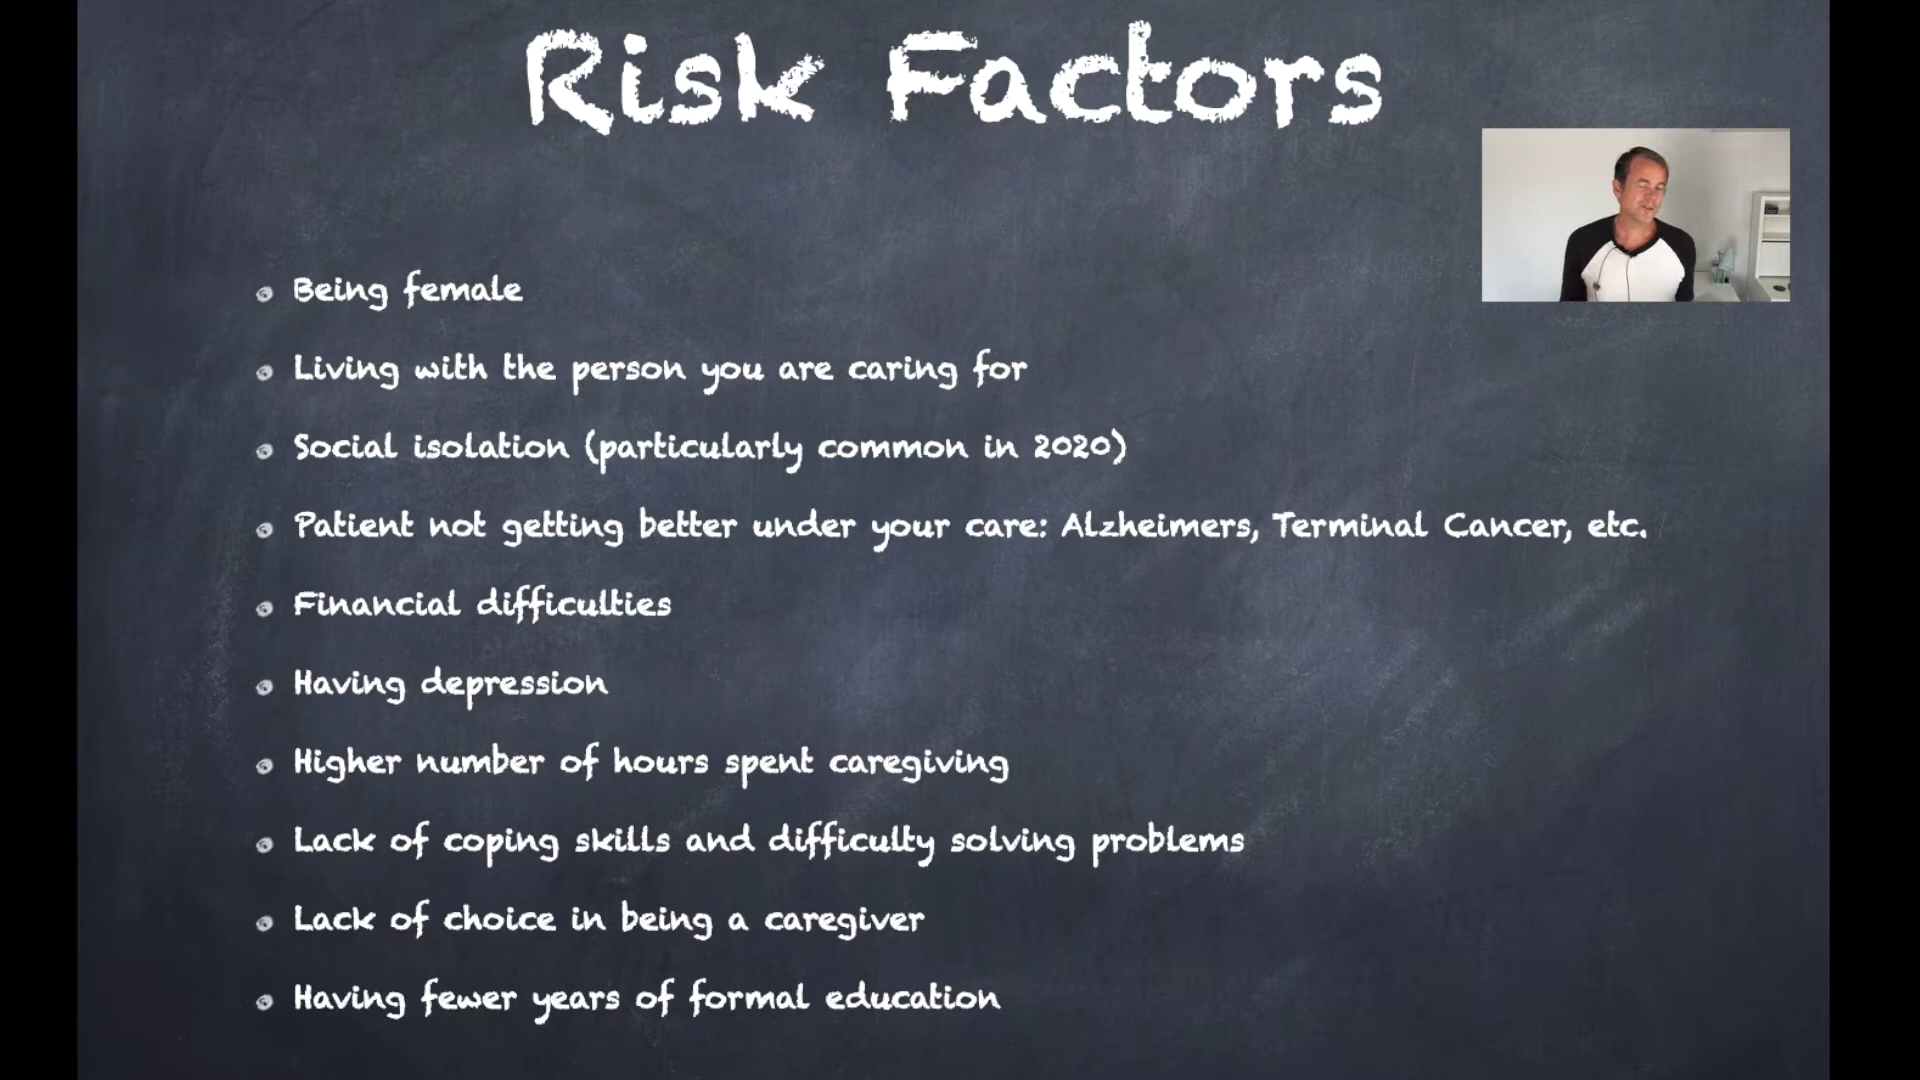 Risk Factors
Being female
Living with the person you are caring for
Social isolation (particularly common in 2020)
Patient not getting better under your care: Alzheimers, Terminal Cancer, etc.
Financial difficulties
Having depression
Higher number of hours spent caregiving
Lack of coping skills and difficulty solving problems
Lack of choice in being a caregiver
Having fewer years of formal education